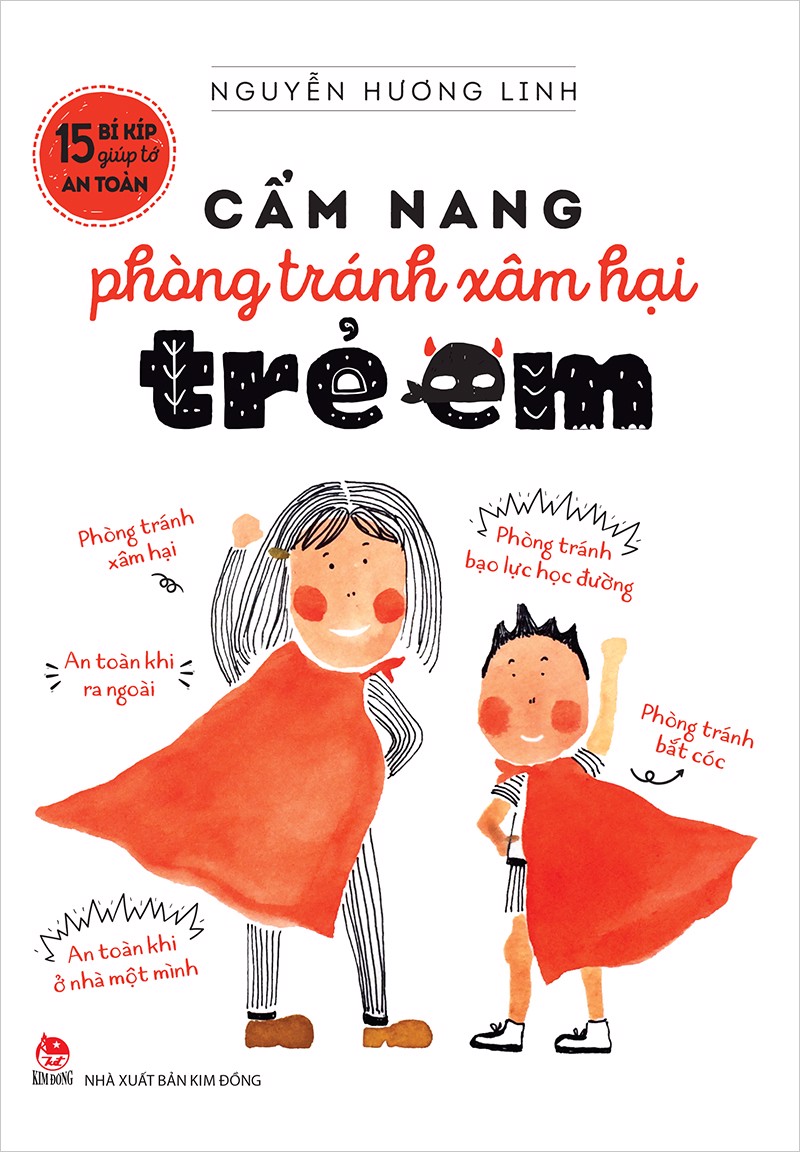 NGUYỄN HƯƠNG LINH
15 BÍ KÍP
giúp tớ
AN TOÀN
CẨM NANG
phòng tránh xâm hại
trẻ em
Phòng tránh
xâm hại
Phòng tránh
bạo lực học đường
An toàn khi
ra ngoài
Phòng tránh
bắt cóc
An toàn khi
ở nhà một mình
KIM ĐỒNG
NHÀ XUẤT BẢN KIM ĐỒNG